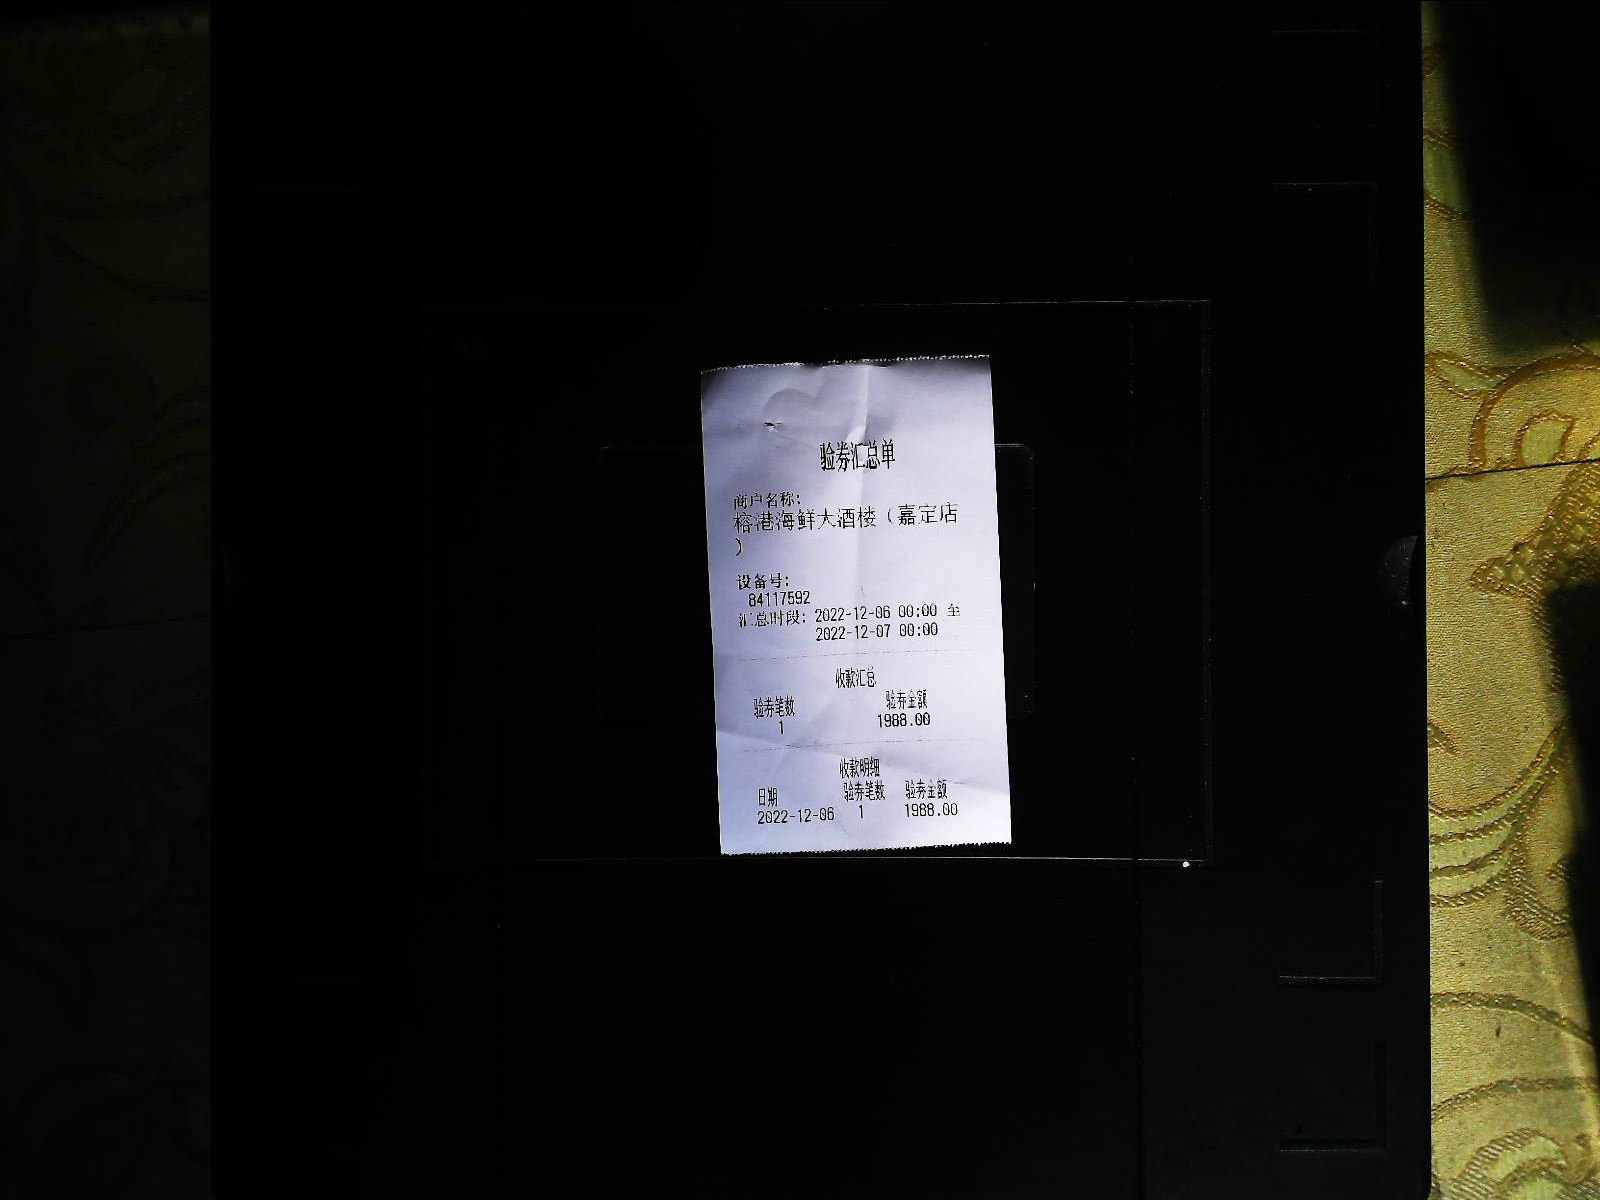 验券汇总单
商户名称:
榕港海鲜大酒楼（嘉定店
）
设备号:
84117592
汇总时段: 2022-12-06 00:00 至
2022-12-07 00:00
收款汇总
验券笔数 验券金额
1 1988.00
收款明细
日期 验券笔数 验券金额
2022-12-06 1 1988.00